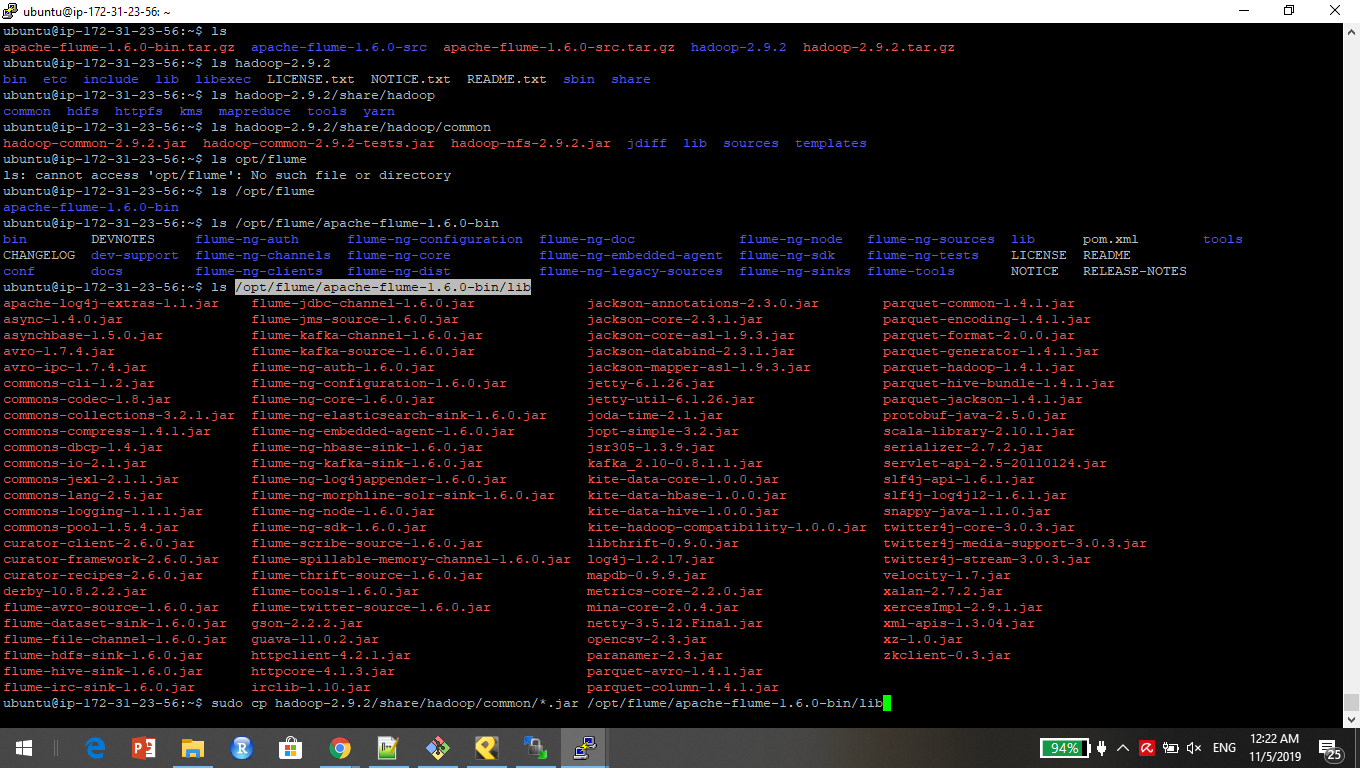 ubuntu@ip-172-31-23-56: ~
ubuntu@ip-172-31-23-56:~$ ls
apache-flume-1.6.0-bin.tar.gz apache-flume-1.6.0-src apache-flume-1.6.0-src.tar.gz hadoop-2.9.2 hadoop-2.9.2.tar.gz
ubuntu@ip-172-31-23-56:~$ ls hadoop-2.9.2
bin etc include lib libexec LICENSE.txt NOTICE.txt README.txt sbin share
ubuntu@ip-172-31-23-56:~$ ls hadoop-2.9.2/share/hadoop
common hdfs httpfs kms mapreduce tools yarn
ubuntu@ip-172-31-23-56:~$ ls hadoop-2.9.2/share/hadoop/common
hadoop-common-2.9.2.jar hadoop-common-2.9.2-tests.jar hadoop-nfs-2.9.2.jar jdiff lib sources templates
ubuntu@ip-172-31-23-56:~$ ls opt/flume
ls: cannot access 'opt/flume': No such file or directory
ubuntu@ip-172-31-23-56:~$ ls /opt/flume
apache-flume-1.6.0-bin
ubuntu@ip-172-31-23-56:~$ ls /opt/flume/apache-flume-1.6.0-bin
bin DEVNOTES flume-ng-auth flume-ng-configuration flume-ng-doc flume-ng-node flume-ng-sources lib pom.xml tools
CHANGELOG dev-support flume-ng-channels flume-ng-core flume-ng-embedded-agent flume-ng-sdk flume-ng-tests LICENSE README
conf docs flume-ng-clients flume-ng-dist flume-ng-legacy-sources flume-ng-sinks flume-tools NOTICE RELEASE-NOTES
ubuntu@ip-172-31-23-56:~$ ls /opt/flume/apache-flume-1.6.0-bin/lib
apache-log4j-extras-1.1.jar flume-jdbc-channel-1.6.0.jar jackson-annotations-2.3.0.jar parquet-common-1.4.1.jar
async-1.4.0.jar flume-jms-source-1.6.0.jar jackson-core-2.3.1.jar parquet-encoding-1.4.1.jar
asynchbase-1.5.0.jar flume-kafka-channel-1.6.0.jar jackson-core-asl-1.9.3.jar parquet-format-2.0.0.jar
avro-1.7.4.jar flume-kafka-source-1.6.0.jar jackson-databind-2.3.1.jar parquet-generator-1.4.1.jar
avro-ipc-1.7.4.jar flume-ng-auth-1.6.0.jar jackson-mapper-asl-1.9.3.jar parquet-hadoop-1.4.1.jar
commons-cli-1.2.jar flume-ng-configuration-1.6.0.jar jetty-6.1.26.jar parquet-hive-bundle-1.4.1.jar
commons-codec-1.8.jar flume-ng-core-1.6.0.jar jetty-util-6.1.26.jar parquet-jackson-1.4.1.jar
commons-collections-3.2.1.jar flume-ng-elasticsearch-sink-1.6.0.jar joda-time-2.1.jar protobuf-java-2.5.0.jar
commons-compress-1.4.1.jar flume-ng-embedded-agent-1.6.0.jar jopt-simple-3.2.jar scala-library-2.10.1.jar
commons-dbcp-1.4.jar flume-ng-hbase-sink-1.6.0.jar jsr305-1.3.9.jar serializer-2.7.2.jar
commons-io-2.1.jar flume-ng-kafka-sink-1.6.0.jar kafka_2.10-0.8.1.1.jar servlet-api-2.5-20110124.jar
commons-jexl-2.1.1.jar flume-ng-log4jappender-1.6.0.jar kite-data-core-1.0.0.jar slf4j-api-1.6.1.jar
commons-lang-2.5.jar flume-ng-morphline-solr-sink-1.6.0.jar kite-data-hbase-1.0.0.jar slf4j-log4j12-1.6.1.jar
commons-logging-1.1.1.jar flume-ng-node-1.6.0.jar kite-data-hive-1.0.0.jar snappy-java-1.1.0.jar
commons-pool-1.5.4.jar flume-ng-sdk-1.6.0.jar kite-hadoop-compatibility-1.0.0.jar twitter4j-core-3.0.3.jar
curator-client-2.6.0.jar flume-scribe-source-1.6.0.jar libthrift-0.9.0.jar twitter4j-media-support-3.0.3.jar
curator-framework-2.6.0.jar flume-spillable-memory-channel-1.6.0.jar log4j-1.2.17.jar twitter4j-stream-3.0.3.jar
curator-recipes-2.6.0.jar flume-thrift-source-1.6.0.jar mapdb-0.9.9.jar velocity-1.7.jar
derby-10.8.2.2.jar flume-tools-1.6.0.jar metrics-core-2.2.0.jar xalan-2.7.2.jar
flume-avro-source-1.6.0.jar flume-twitter-source-1.6.0.jar mina-core-2.0.4.jar xercesImpl-2.9.1.jar
flume-dataset-sink-1.6.0.jar gson-2.2.2.jar netty-3.5.12.Final.jar xml-apis-1.3.04.jar
flume-file-channel-1.6.0.jar guava-11.0.2.jar opencsv-2.3.jar xz-1.0.jar
flume-hdfs-sink-1.6.0.jar httpclient-4.2.1.jar paranamer-2.3.jar zkclient-0.3.jar
flume-hive-sink-1.6.0.jar httpcore-4.1.3.jar parquet-avro-1.4.1.jar
flume-irc-sink-1.6.0.jar irclib-1.10.jar parquet-column-1.4.1.jar
ubuntu@ip-172-31-23-56:~$ sudo cp hadoop-2.9.2/share/hadoop/common/*.jar /opt/flume/apache-flume-1.6.0-bin/lib
94% ENG 12:22 AM
11/5/2019 25